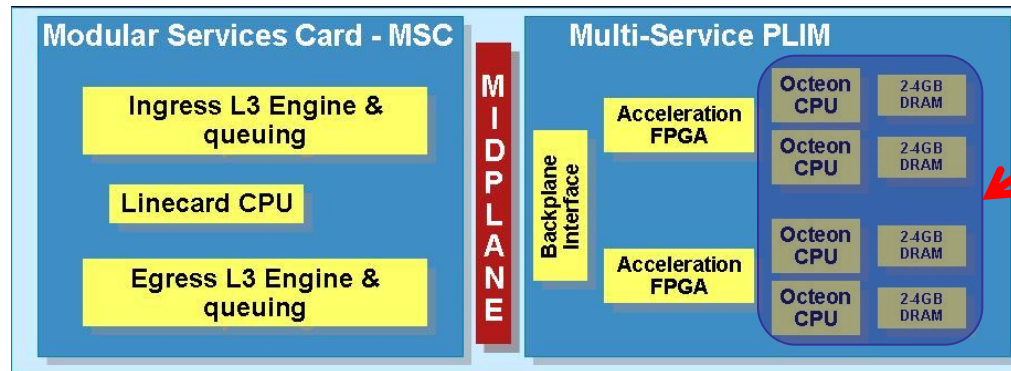 Modular Services Card - MSC
Ingress L3 Engine &
queuing
Linecard CPU
Egress L3 Engine &
queuing
MIDPLANE
Multi-Service PLIM
Backplane
Interface
Acceleration
FPGA
Octeon
CPU
2-4GB
DRAM
Octeon
CPU
2-4GB
DRAM
Acceleration
FPGA
Octeon
CPU
2-4GB
DRAM
Octeon
CPU
2-4GB
DRAM